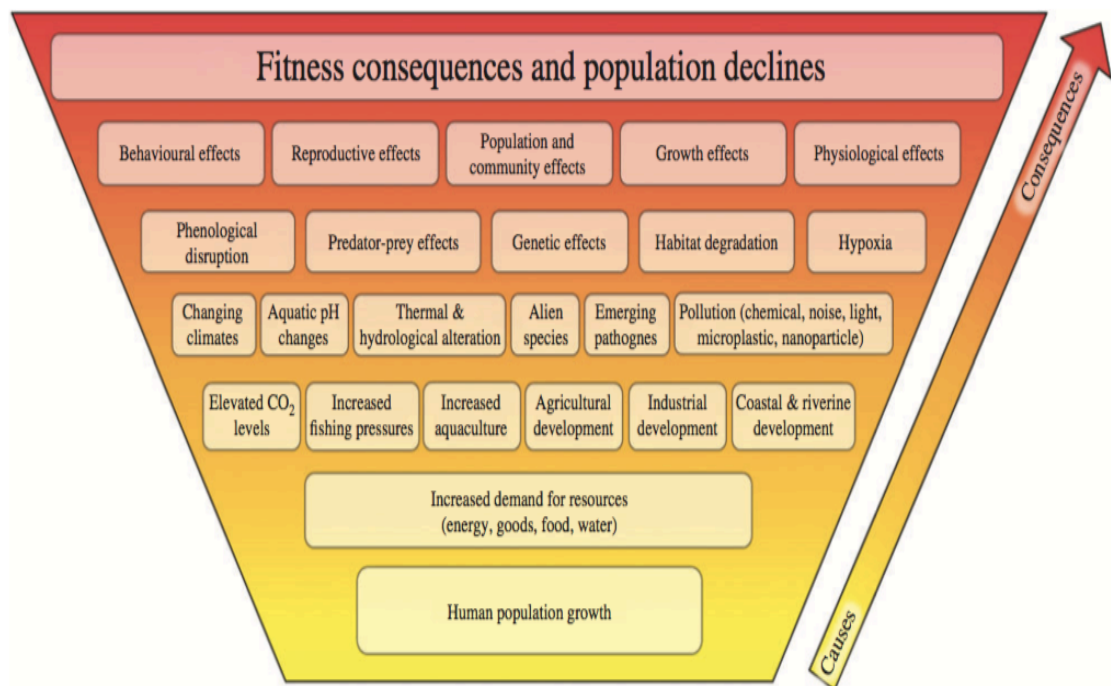 Fitness consequences and population declines
Behavioural effects
Reproductive effects
Population and
community effects
Growth effects
Physiological effects
Phenological
disruption
Predator-prey effects
Genetic effects
Habitat degradation
Hypoxia
Changing
climates
Aquatic pH
changes
Thermal &
hydrological alteration
Alien
species
Emerging
pathognes
Pollution (chemical, noise, light,
microplastic, nanoparticle)
Elevated CO₂
levels
Increased
fishing pressures
Increased
aquaculture
Agricultural
development
Industrial
development
Coastal & riverine
development
Increased demand for resources
(energy, goods, food, water)
Human population growth
Consequences
Causes